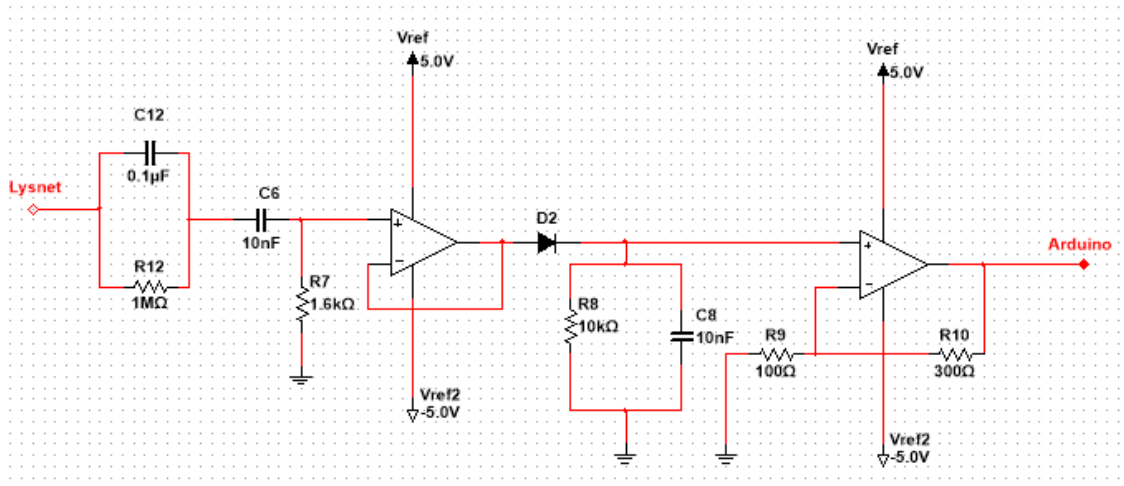 Vref
5.0V
Vref
5.0V
C12
0.1µF
Lysnet
C6
10nF
D2
Arduino
R12
1MΩ
R7
1.6kΩ
R8
10kΩ
C8
10nF
R9
100Ω
R10
300Ω
Vref2
-5.0V
Vref2
-5.0V
+
−
+
−